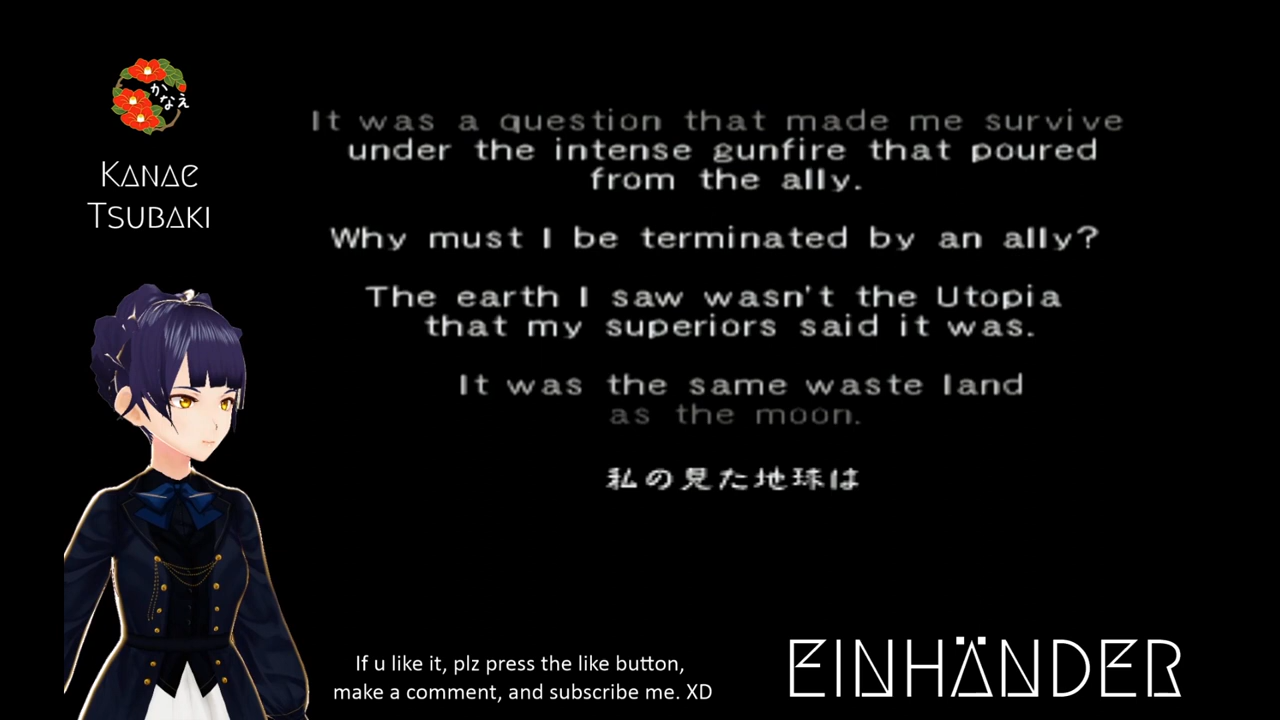 かなえ
KANAE
TSUBAKI
It was a question that made me survive
under the intense gunfire that poured
from the ally.
Why must I be terminated by an ally?
The earth I saw wasn't the Utopia
that my superiors said it was.
It was the same waste land
as the moon.
私の見た地球は
If u like it, plz press the like button,
make a comment, and subscribe me. XD
EINHÄNDER